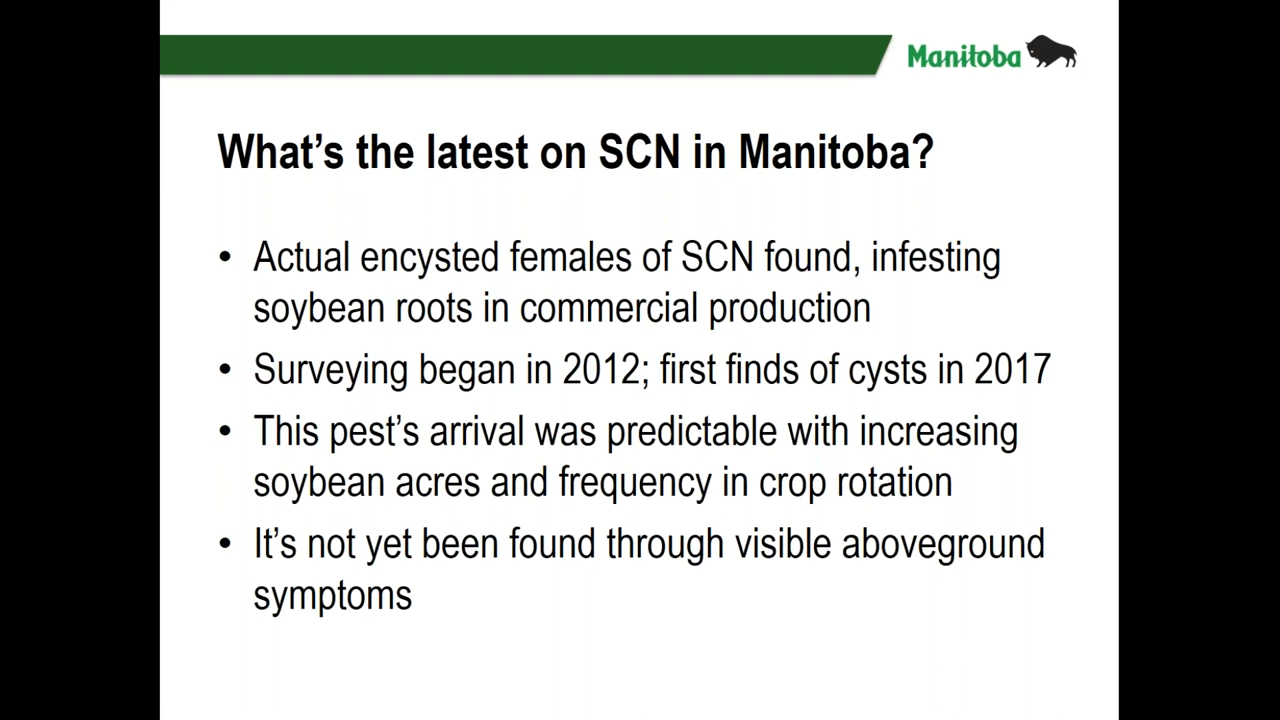 Manitoba
What's the latest on SCN in Manitoba?
• Actual encysted females of SCN found, infesting
soybean roots in commercial production
• Surveying began in 2012; first finds of cysts in 2017
• This pest's arrival was predictable with increasing
soybean acres and frequency in crop rotation
• It's not yet been found through visible aboveground
symptoms